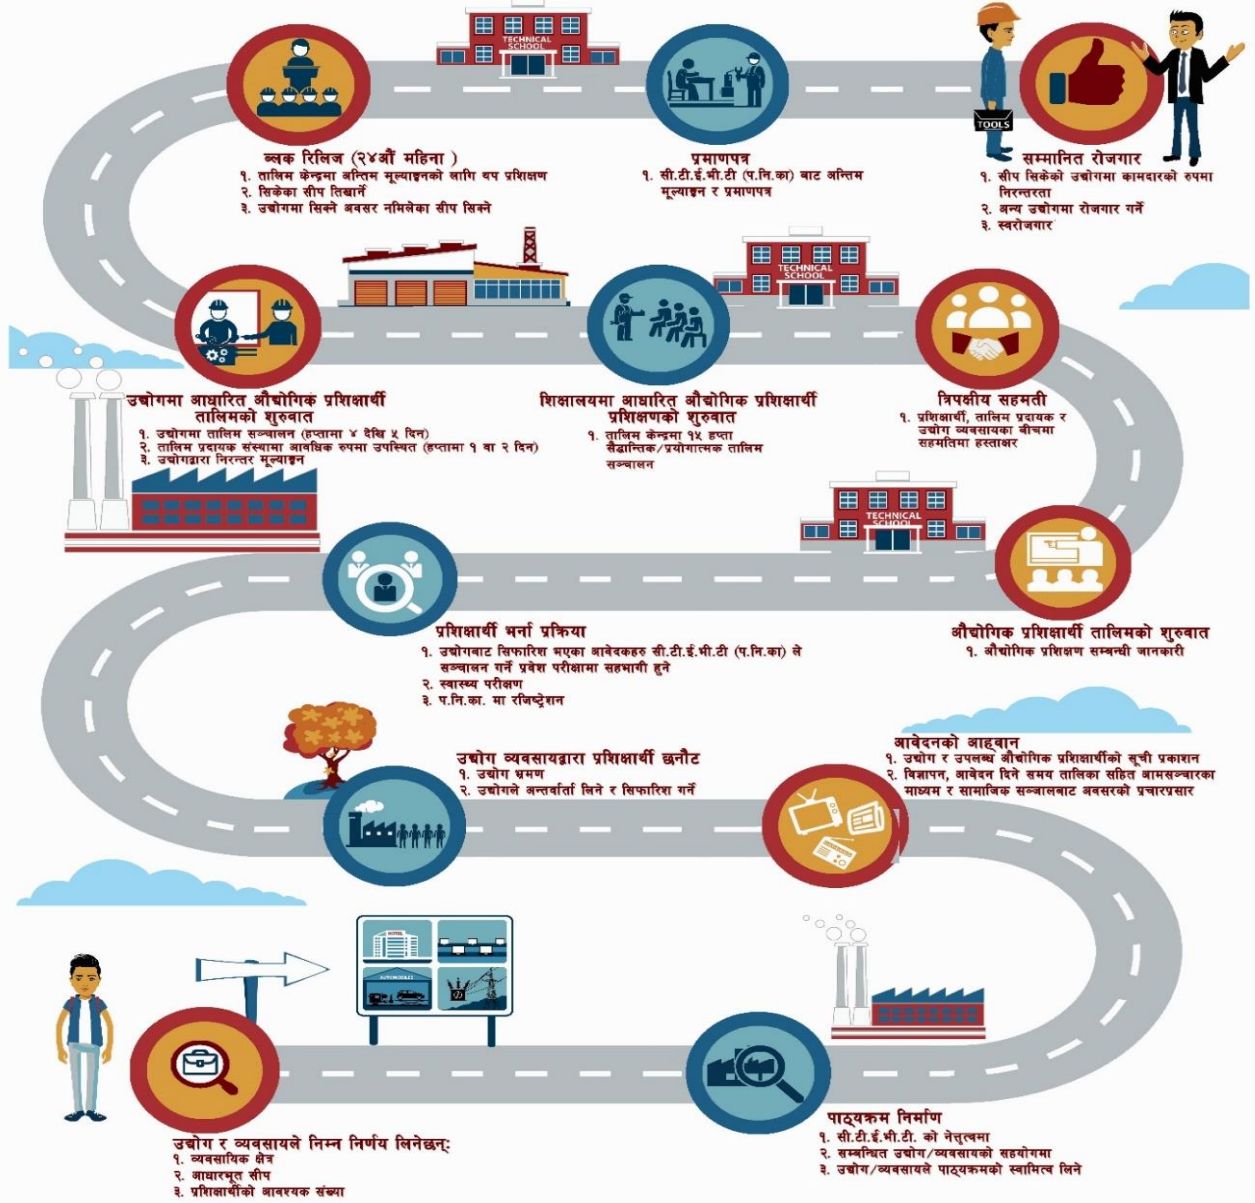 TECHNICAL
SCHOOL
TOOLS
ब्लक रिलिज (२४औं महिना )
१. तालिम केन्द्रमा अन्तिम मूल्याङ्कनको लागि थप प्रशिक्षण
२. सिकेका सीप तिखार्ने
३. उद्योगमा सिक्ने अवसर नमिलेका सीप सिक्ने
प्रमाणपत्र
१. सी.टी.ई.भी.टी (प.नि.का) बाट अन्तिम
मूल्याङ्कन र प्रमाणपत्र
सम्मानित रोजगार
१. सीप सिकेको उद्योगमा कामदारको रुपमा
निरन्तरता
२. अन्य उद्योगमा रोजगार गर्ने
३. स्वरोजगार
TECHNICAL
SCHOOL
उद्योगमा आधारित औद्योगिक प्रशिक्षार्थी
तालिमको शुरुवात
१. उद्योगमा तालिम सञ्चालन (हप्तामा ४ देखि ५ दिन)
२. तालिम प्रदायक संस्थामा आवधिक रुपमा उपस्थित (हप्तामा १ वा २ दिन)
३. उद्योगद्वारा निरन्तर मूल्याङ्कन
शिक्षालयमा आधारित औद्योगिक प्रशिक्षार्थी
प्रशिक्षणको शुरुवात
१. तालिम केन्द्रमा १५ हप्ता
सैद्धान्तिक/प्रयोगात्मक तालिम
सञ्चालन
त्रिपक्षीय सहमती
१. प्रशिक्षार्थी, तालिम प्रदायक र
उद्योग व्यवसायका बीचमा
सहमतिमा हस्ताक्षर
TECHNICAL
SCHOOL
प्रशिक्षार्थी भर्ना प्रक्रिया
१. उद्योगबाट सिफारिश भएका आवेदकहरु सी.टी.ई.भी.टी (प.नि.का) ले
सञ्चालन गर्ने प्रवेश परीक्षामा सहभागी हुने
२. स्वास्थ्य परीक्षण
३. प.नि.का. मा रजिष्ट्रेशन
औद्योगिक प्रशिक्षार्थी तालिमको शुरुवात
१. औद्योगिक प्रशिक्षण सम्बन्धी जानकारी
उद्योग व्यवसायद्वारा प्रशिक्षार्थी छनौट
१. उद्योग भ्रमण
२. उद्योगले अन्तर्वार्ता लिने र सिफारिश गर्ने
आवेदनको आह्वान
१. उद्योग र उपलब्ध औद्योगिक प्रशिक्षार्थीको सूची प्रकाशन
२. विज्ञापन, आवेदन दिने समय तालिका सहित आमसञ्चारका
माध्यम र सामाजिक सञ्जालबाट अवसरको प्रचारप्रसार
HOTEL
AUTOMOBILES
उद्योग र व्यवसायले निम्न निर्णय लिनेछन्:
१. व्यवसायिक क्षेत्र
२. आधारभूत सीप
३. प्रशिक्षार्थीको आवश्यक संख्या
पाठ्यक्रम निर्माण
१. सी.टी.ई.भी.टी. को नेत्तृत्वमा
२. सम्बन्धित उद्योग/व्यवसायको सहयोगमा
३. उद्योग/व्यवसायले पाठ्यक्रमको स्वामित्व लिने